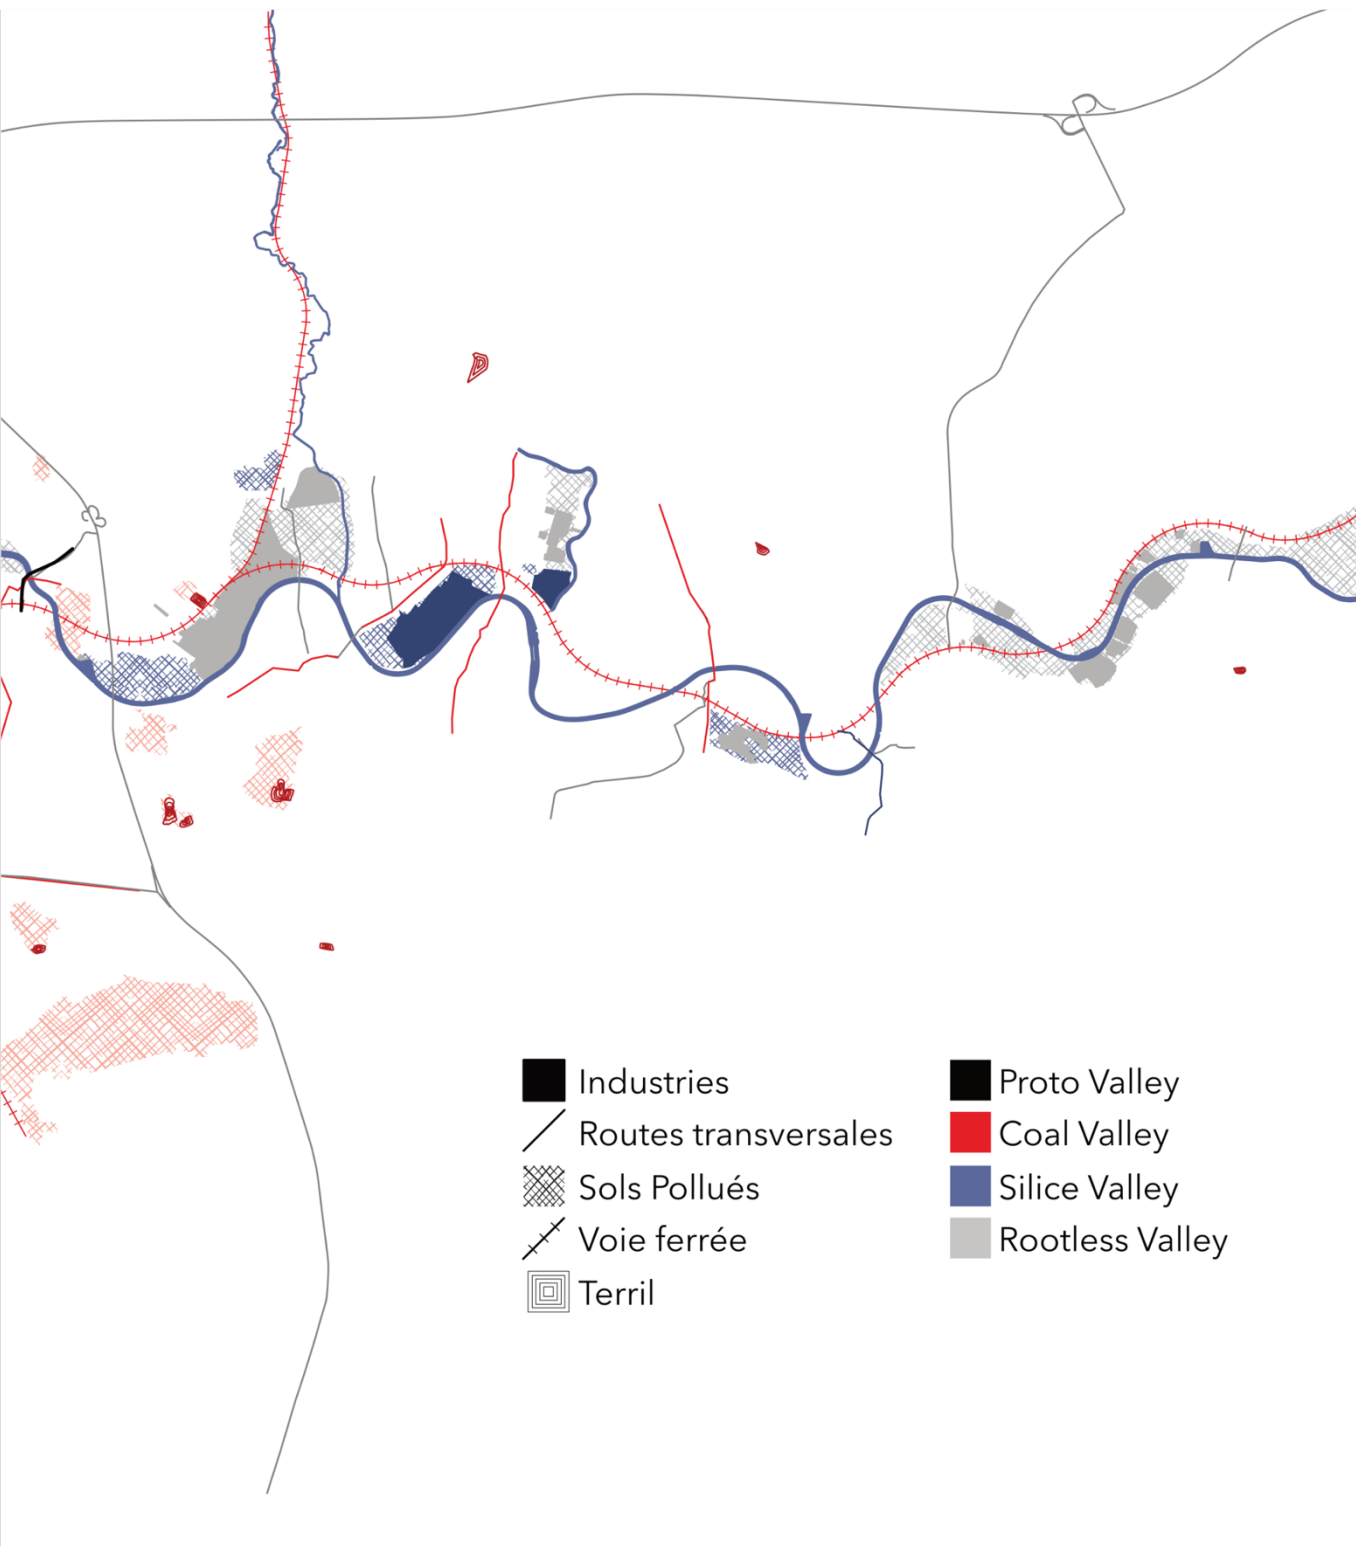 Industries
Routes transversales
Sols Pollués
Voie ferrée
Terril
Proto Valley
Coal Valley
Silice Valley
Rootless Valley